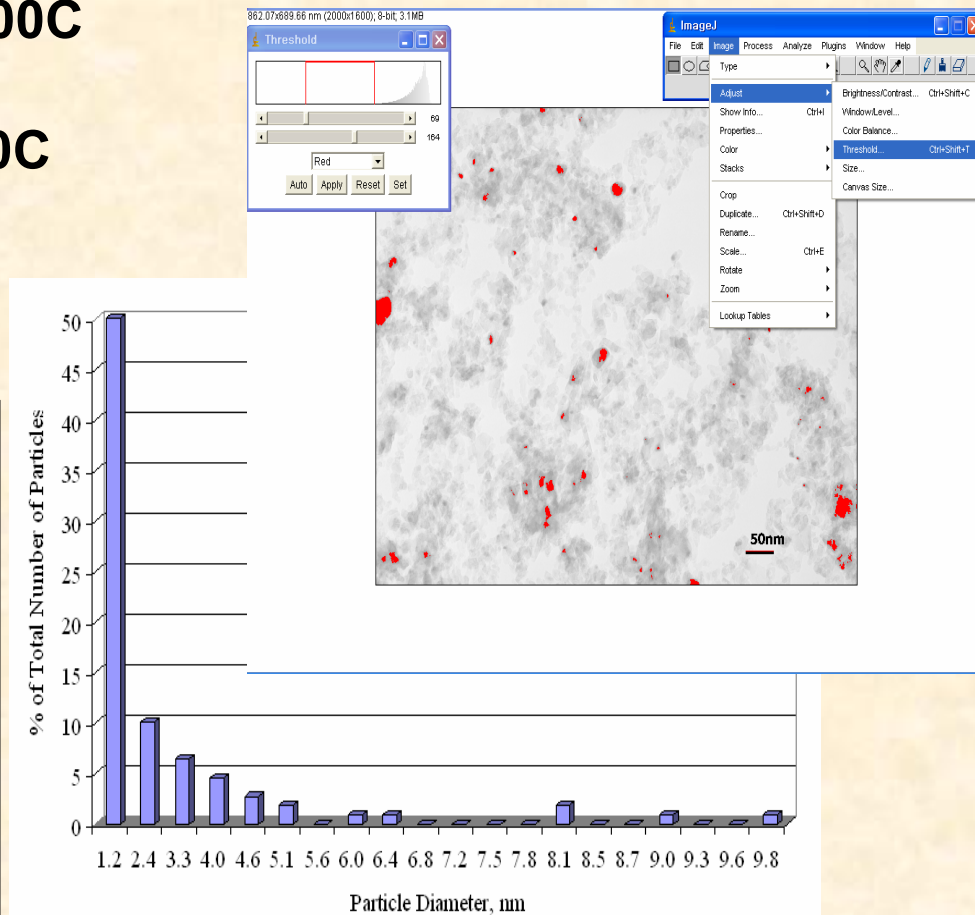 00C
0C
862.07x689.66 nm (2000x1600); 8-bit; 3.1MB
Threshold
69
164
Red
Auto Apply Reset Set
ImageJ
File Edit Image Process Analyze Plugins Window Help
Type
Adjust
Show Info... Ctrl+I
Properties...
Color
Stacks
Crop
Duplicate... Ctrl+Shift+D
Rename...
Scale... Ctrl+E
Rotate
Zoom
Lookup Tables
Brightness/Contrast... Ctrl+Shift+C
Window/Level...
Color Balance...
Threshold... Ctrl+Shift+T
Size...
Canvas Size...
50nm
% of Total Number of Particles
50
45
40
35
30
25
20
15
10
5
0
1.2 2.4 3.3 4.0 4.6 5.1 5.6 6.0 6.4 6.8 7.2 7.5 7.8 8.1 8.5 8.7 9.0 9.3 9.6 9.8
Particle Diameter, nm